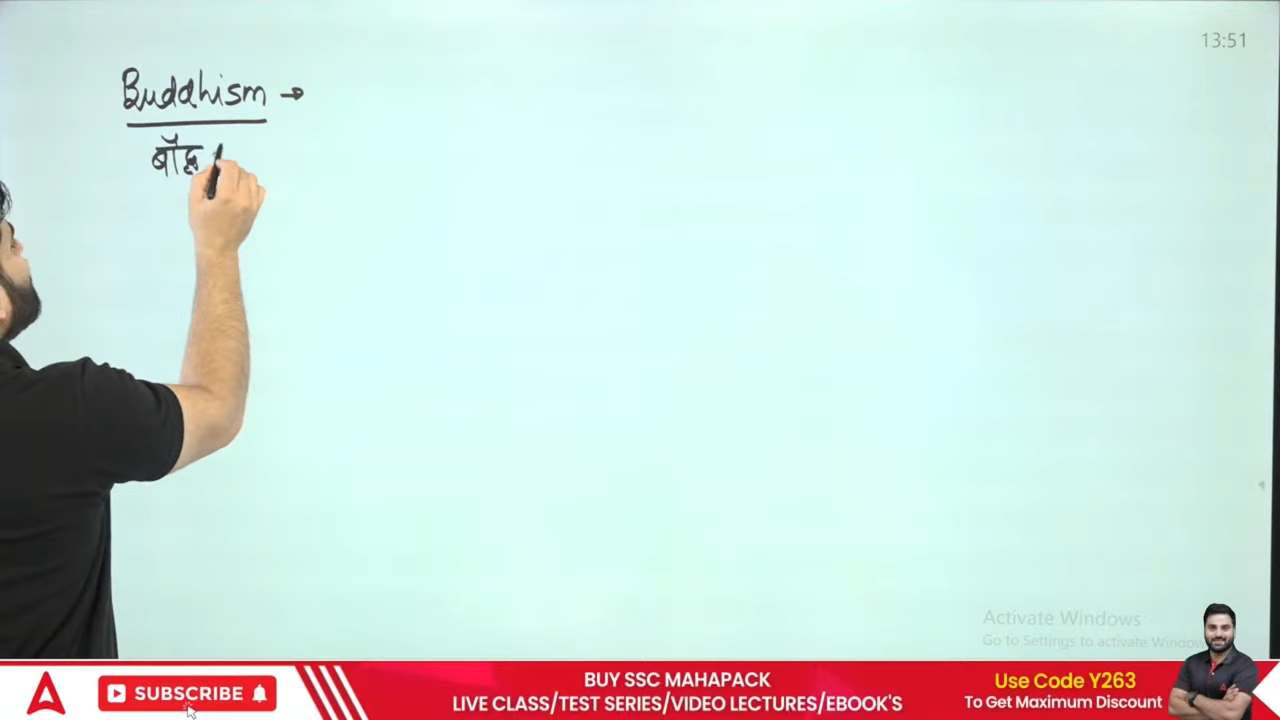 13:51
Buddhism →
बौद्ध
Activate Windows
Go to Settings to activate Window
SUBSCRIBE
BUY SSC MAHAPACK
LIVE CLASS/TEST SERIES/VIDEO LECTURES/EBOOK'S
Use Code Y263
To Get Maximum Discount